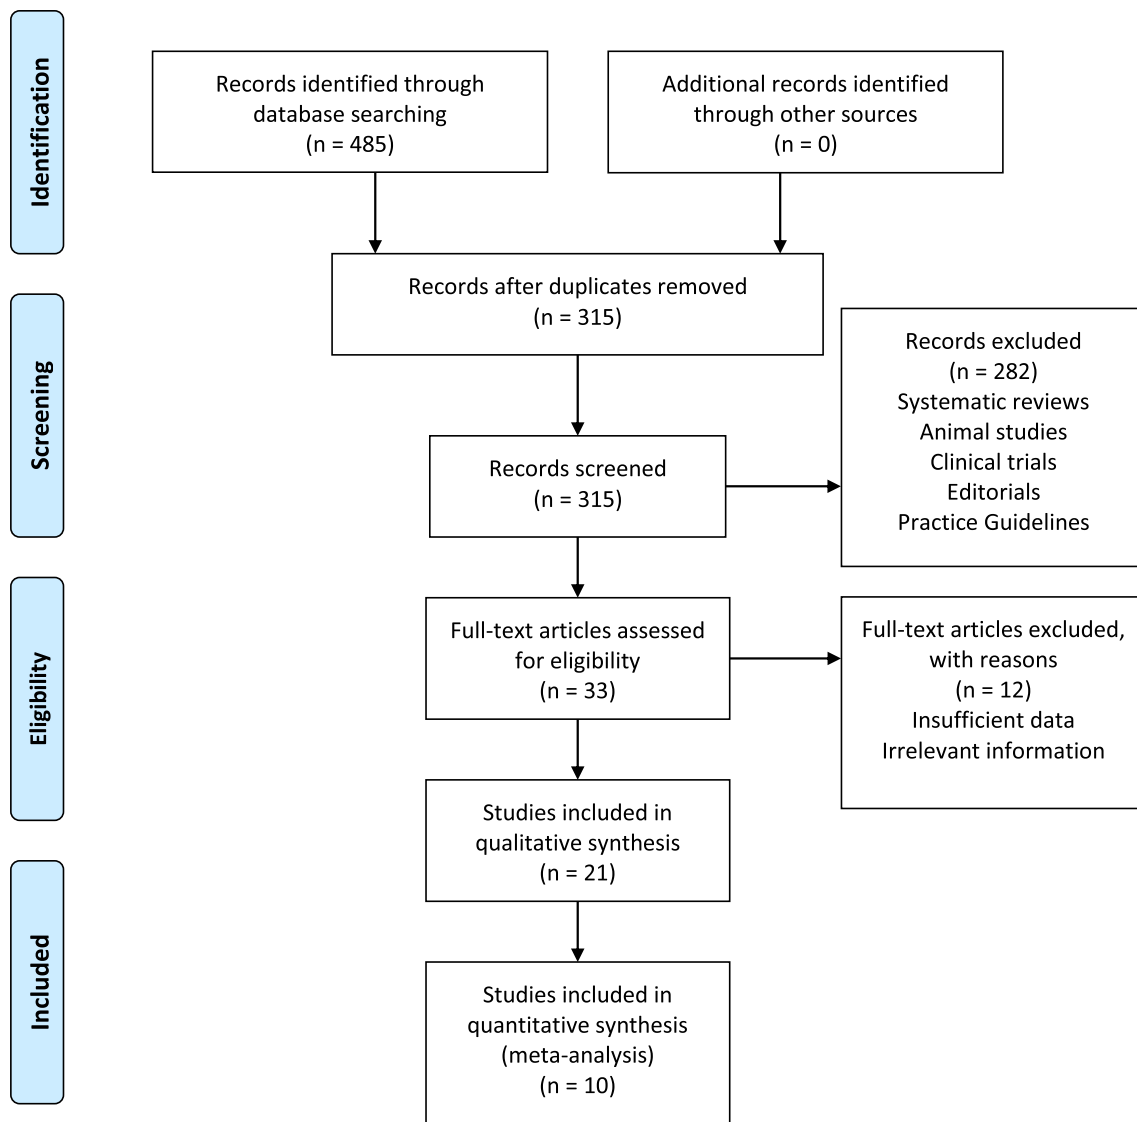 Identification
Records identified through
database searching
(n = 485)
Additional records identified
through other sources
(n = 0)
Records after duplicates removed
(n = 315)
Screening
Records screened
(n = 315)
Records excluded
(n = 282)
Systematic reviews
Animal studies
Clinical trials
Editorials
Practice Guidelines
Eligibility
Full-text articles assessed
for eligibility
(n = 33)
Full-text articles excluded,
with reasons
(n = 12)
Insufficient data
Irrelevant information
Studies included in
qualitative synthesis
(n = 21)
Included
Studies included in
quantitative synthesis
(meta-analysis)
(n = 10)